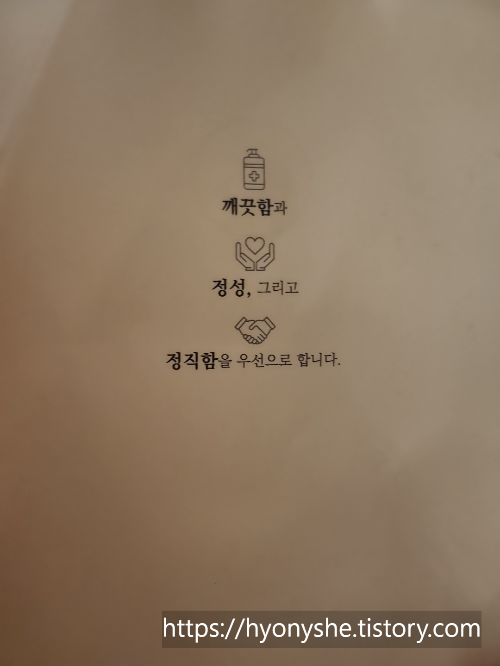 깨끗함과
정성, 그리고
정직함을 우선으로 합니다.
https://hyonyshe.tistory.com